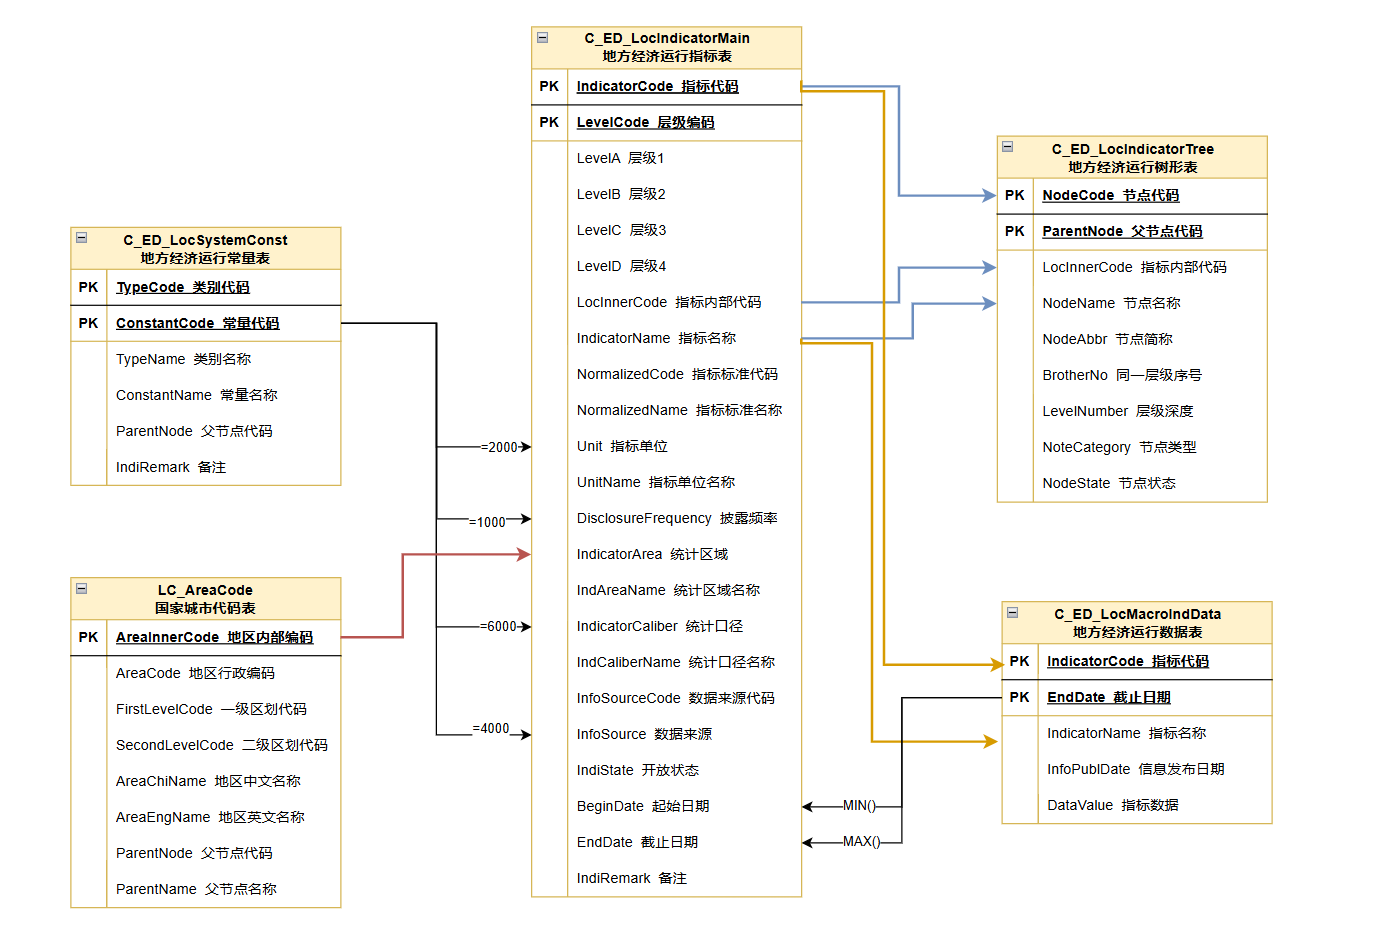 C_ED_LocIndicatorMain
地方经济运行指标表
PK IndicatorCode 指标代码
PK LevelCode 层级编码
LevelA 层级1
LevelB 层级2
LevelC 层级3
LevelD 层级4
LocInnerCode 指标内部代码
IndicatorName 指标名称
NormalizedCode 指标标准代码
NormalizedName 指标标准名称
Unit 指标单位
UnitName 指标单位名称
DisclosureFrequency 披露频率
IndicatorArea 统计区域
IndAreaName 统计区域名称
IndicatorCaliber 统计口径
IndCaliberName 统计口径名称
InfoSourceCode 数据来源代码
InfoSource 数据来源
IndiState 开放状态
BeginDate 起始日期
EndDate 截止日期
IndiRemark 备注
C_ED_LocSystemConst
地方经济运行常量表
PK TypeCode 类别代码
PK ConstantCode 常量代码
TypeName 类别名称
ConstantName 常量名称
ParentNode 父节点代码
IndiRemark 备注
=2000
=1000
=6000
=4000
LC_AreaCode
国家城市代码表
PK AreaInnerCode 地区内部编码
AreaCode 地区行政编码
FirstLevelCode 一级区划代码
SecondLevelCode 二级区划代码
AreaChiName 地区中文名称
AreaEngName 地区英文名称
ParentNode 父节点代码
ParentName 父节点名称
C_ED_LocIndicatorTree
地方经济运行树形表
PK NodeCode 节点代码
PK ParentNode 父节点代码
LocInnerCode 指标内部代码
NodeName 节点名称
NodeAbbr 节点简称
BrotherNo 同一层级序号
LevelNumber 层级深度
NoteCategory 节点类型
NodeState 节点状态
C_ED_LocMacroIndData
地方经济运行数据表
PK IndicatorCode 指标代码
PK EndDate 截止日期
IndicatorName 指标名称
InfoPublDate 信息发布日期
DataValue 指标数据
MIN()
MAX()